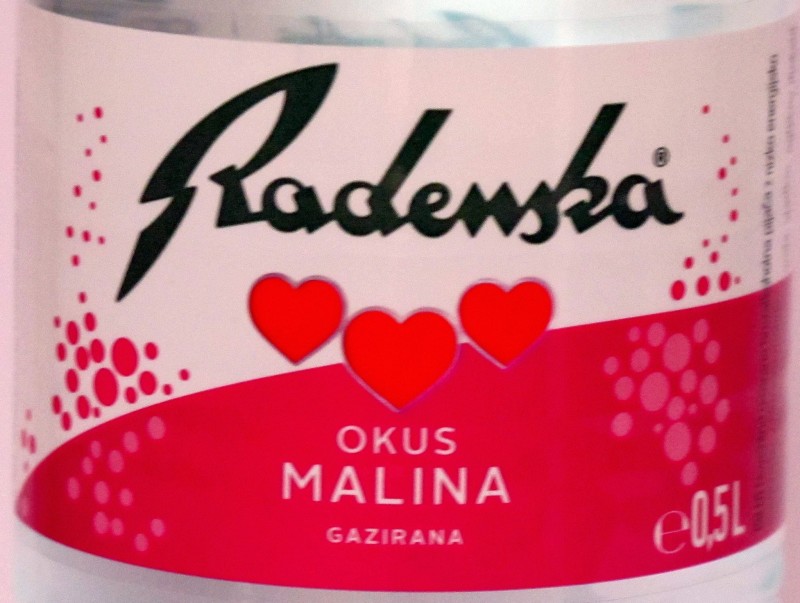 Radenska®
OKUS
MALINA
GAZIRANA
e 0,5L